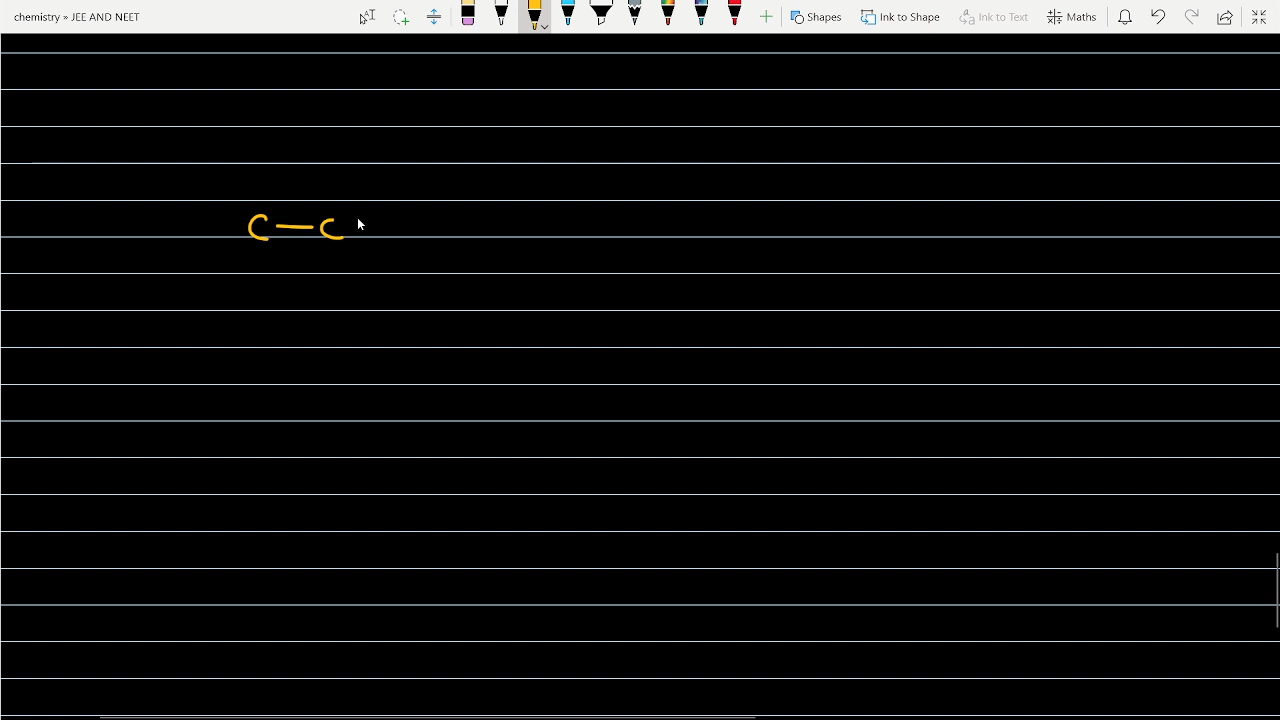 chemistry » JEE AND NEET Shapes Ink to Shape Ink to Text Maths
C — C